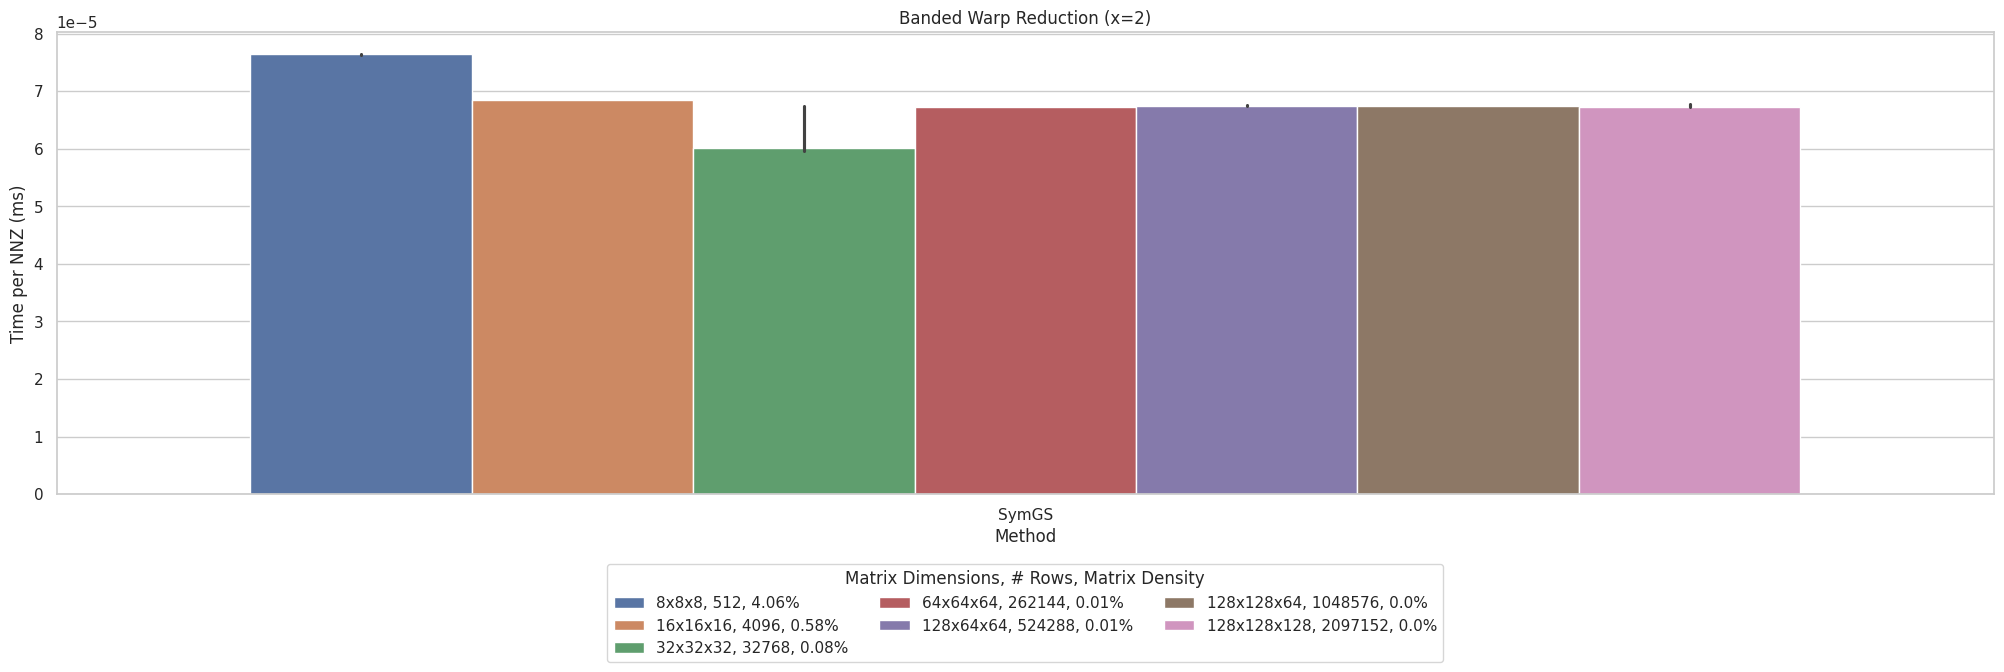 Banded Warp Reduction (x=2)
1e−5
8
7
6
5
4
3
2
1
0
Time per NNZ (ms)
SymGS
Method
Matrix Dimensions, # Rows, Matrix Density
8x8x8, 512, 4.06%
16x16x16, 4096, 0.58%
32x32x32, 32768, 0.08%
64x64x64, 262144, 0.01%
128x64x64, 524288, 0.01%
128x128x64, 1048576, 0.0%
128x128x128, 2097152, 0.0%